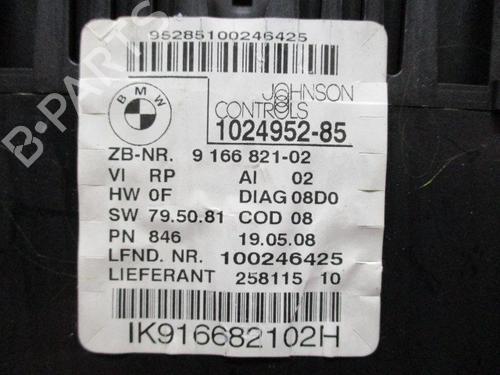 95285100246425
BMW
JOHNSON
CONTROLS
1024952-85
ZB-NR. 9 166 821-02
VI RP AI 02
HW 0F DIAG 08D0
SW 79.50.81 COD 08
PN 846 19.05.08
LFND. NR. 100246425
LIEFERANT 258115 10
IK916682102H
B-PARTS